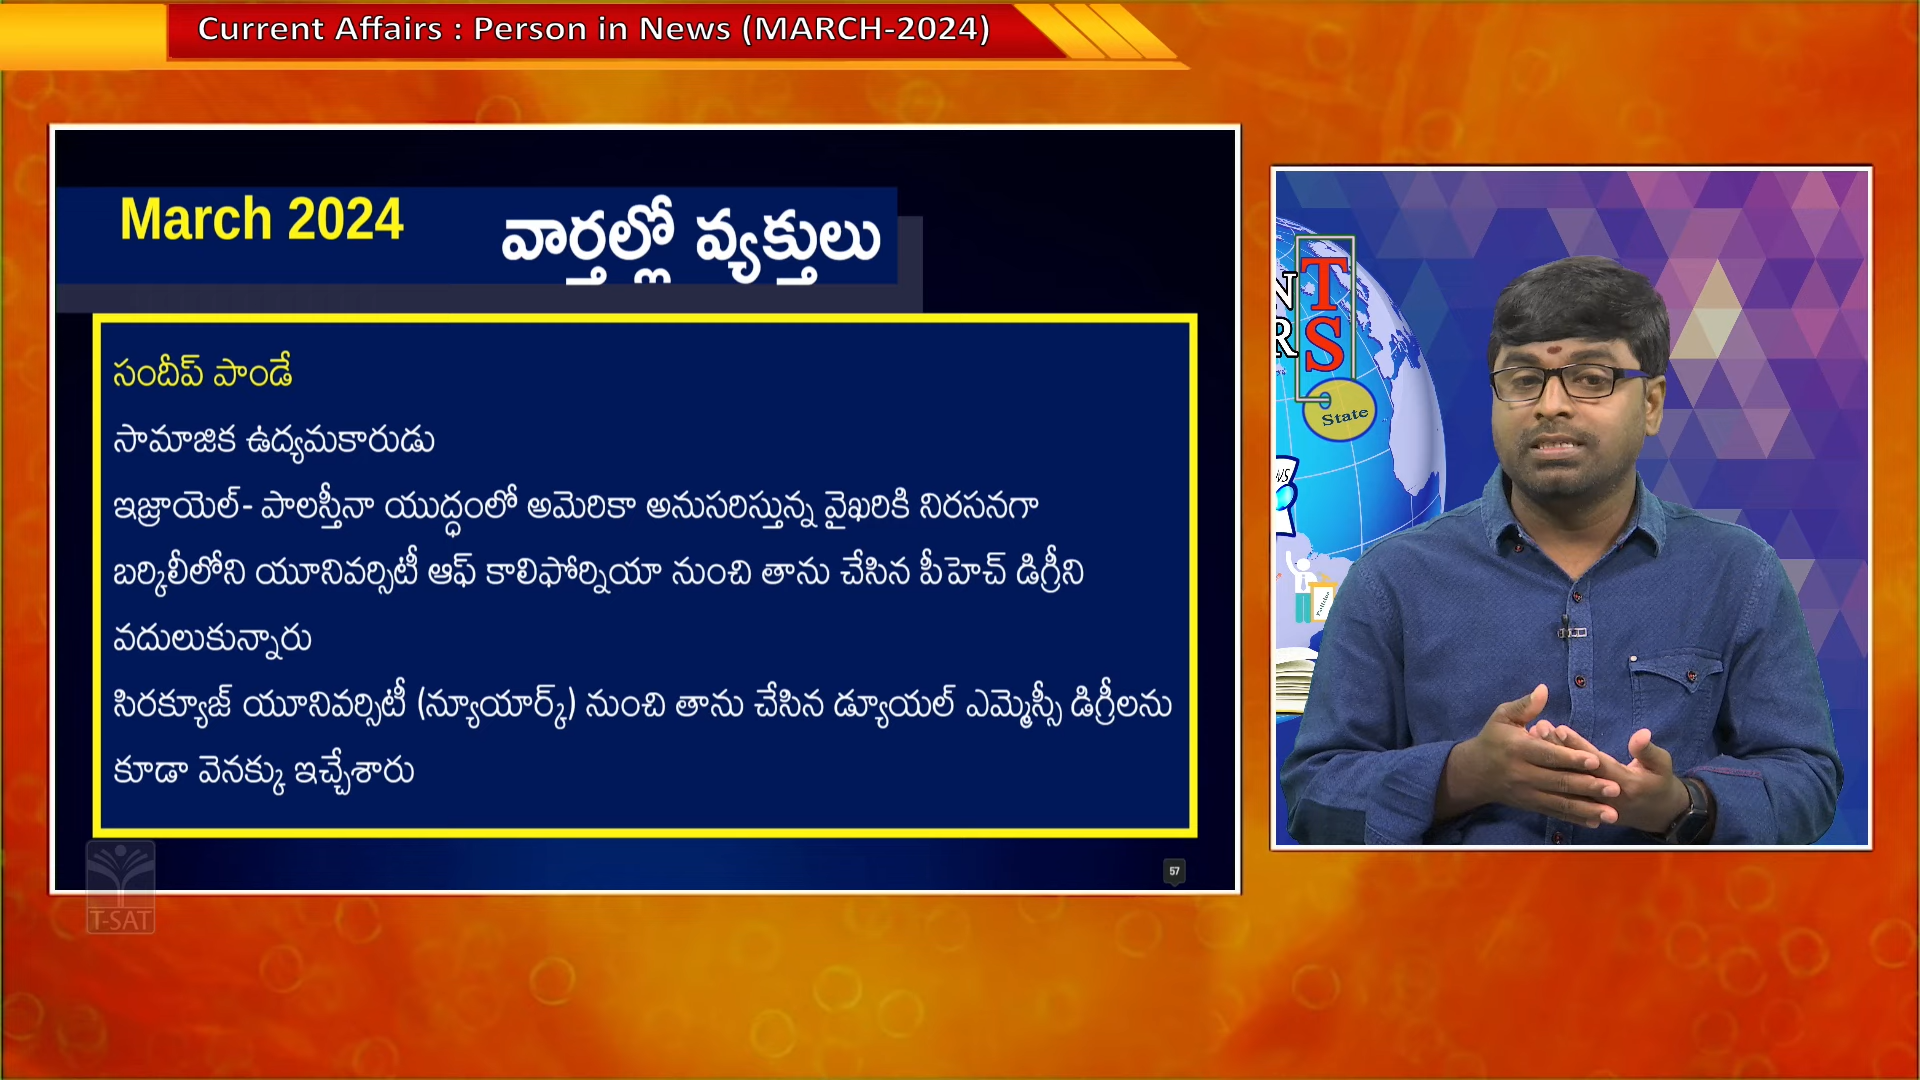 Current Affairs : Person in News (MARCH-2024)
March 2024 వార్తల్లో వ్యక్తులు
సందీప్ పాండే
సామాజిక ఉద్యమకారుడు
ఇజ్రాయెల్- పాలస్తీనా యుద్ధంలో అమెరికా అనుసరిస్తున్న వైఖరికి నిరసనగా
బర్కిలీలోని యూనివర్సిటీ ఆఫ్ కాలిఫోర్నియా నుంచి తాను చేసిన పీహెచ్ డిగ్రీని
వదులుకున్నారు
సిరక్యూజ్ యూనివర్సిటీ (న్యూయార్క్) నుంచి తాను చేసిన డ్యూయల్ ఎమ్మెస్సీ డిగ్రీలను
కూడా వెనక్కు ఇచ్చేశారు
57
T-SAT
T
S
State